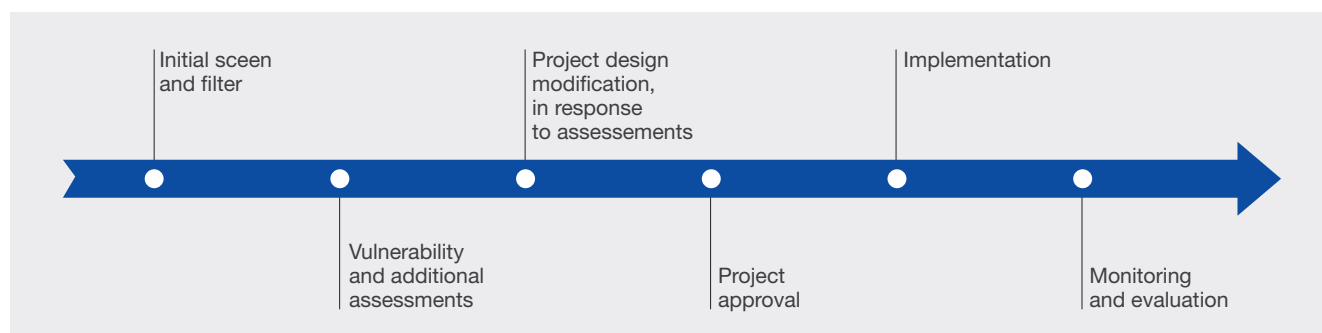 Initial sceen
and filter
Vulnerability
and additional
assessments
Project design
modification,
in response
to assessements
Project
approval
Implementation
Monitoring
and evaluation